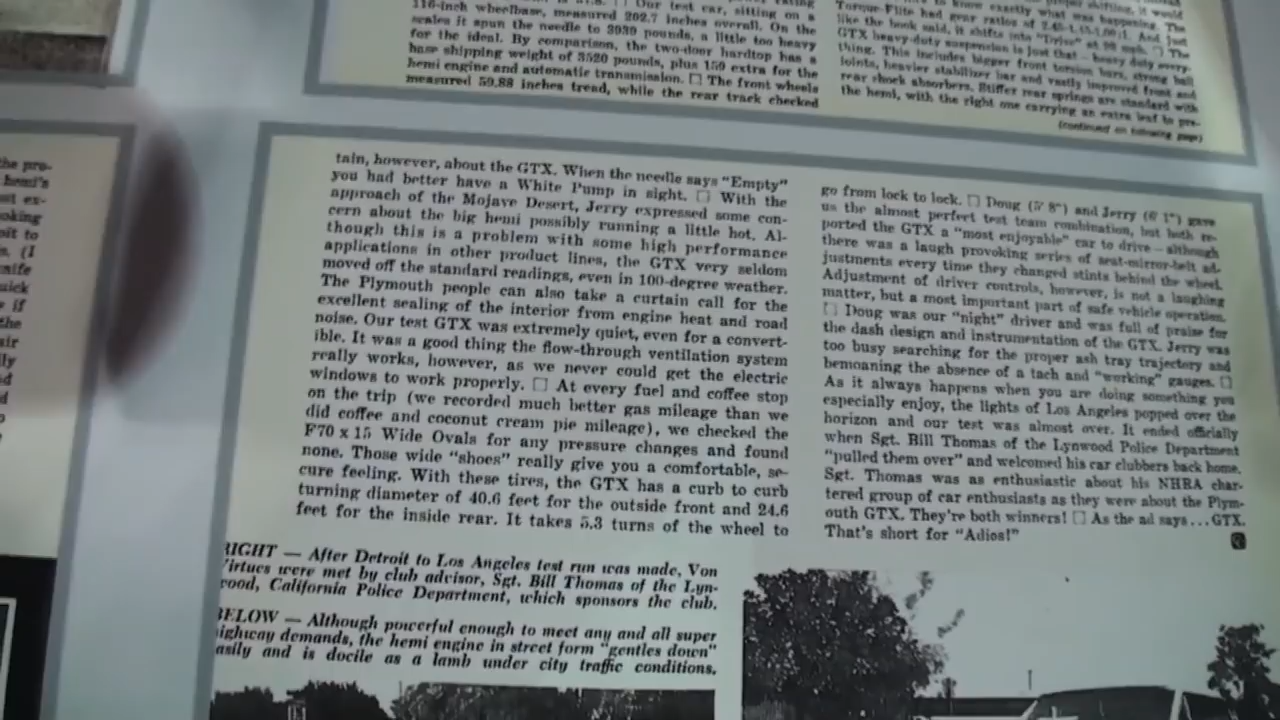 116-inch wheelbase, measured 202.7 inches overall. On the
scales it spun the needle to 3939 pounds, a little too heavy
for the ideal. By comparison, the two-door hardtop has a
base shipping weight of 3520 pounds, plus 159 extra for the
hemi engine and automatic transmission. □ The front wheels
measured 59.88 inches tread, while the rear track checked
Torque-Flite had gear ratios of
like the book said, it shifts into "Drive" at
GTX heavy-duty suspension is just that – heavy duty every-
thing. This includes bigger front torsion bars, strong ball
joints, heavier stabilizer bar and vastly improved front and
rear shock absorbers. Stiffer rear springs are standard with
the hemi, with the right one carrying an extra leaf to pre-
(continued on following page)
the pro-
hemi's
ex-
oking
to
(I
nife
uick
if
the
air
tain, however, about the GTX. When the needle says "Empty"
you had better have a White Pump in sight. □ With the
approach of the Mojave Desert, Jerry expressed some con-
cern about the big hemi possibly running a little hot. Al-
though this is a problem with some high performance
applications in other product lines, the GTX very seldom
moved off the standard readings, even in 100-degree weather.
The Plymouth people can also take a curtain call for the
excellent sealing of the interior from engine heat and road
noise. Our test GTX was extremely quiet, even for a convert-
ible. It was a good thing the flow-through ventilation system
really works, however, as we never could get the electric
windows to work properly. □ At every fuel and coffee stop
on the trip (we recorded much better gas mileage than we
did coffee and coconut cream pie mileage), we checked the
F70 x 15 Wide Ovals for any pressure changes and found
none. Those wide "shoes" really give you a comfortable, se-
cure feeling. With these tires, the GTX has a curb to curb
turning diameter of 40.6 feet for the outside front and 24.6
feet for the inside rear. It takes 5.3 turns of the wheel to
go from lock to lock. □ Doug (5' 8") and Jerry (6' 1") gave
us the almost perfect test team combination, but both re-
ported the GTX a "most enjoyable" car to drive – although
there was a laugh provoking series of seat-mirror-belt ad-
justments every time they changed stints behind the wheel.
Adjustment of driver controls, however, is not a laughing
matter, but a most important part of safe vehicle operation.
□ Doug was our "night" driver and was full of praise for
the dash design and instrumentation of the GTX. Jerry was
too busy searching for the proper ash tray trajectory and
bemoaning the absence of a tach and "working" gauges. □
As it always happens when you are doing something you
especially enjoy, the lights of Los Angeles popped over the
horizon and our test was almost over. It ended officially
when Sgt. Bill Thomas of the Lynwood Police Department
"pulled them over" and welcomed his car clubbers back home.
Sgt. Thomas was as enthusiastic about his NHRA char-
tered group of car enthusiasts as they were about the Plym-
outh GTX. They're both winners! □ As the ad says...GTX.
That's short for "Adios!"
RIGHT — After Detroit to Los Angeles test run was made, Von
Virtues were met by club advisor, Sgt. Bill Thomas of the Lyn-
wood, California Police Department, which sponsors the club.
BELOW — Although powerful enough to meet any and all super
highway demands, the hemi engine in street form "gentles down"
easily and is docile as a lamb under city traffic conditions.